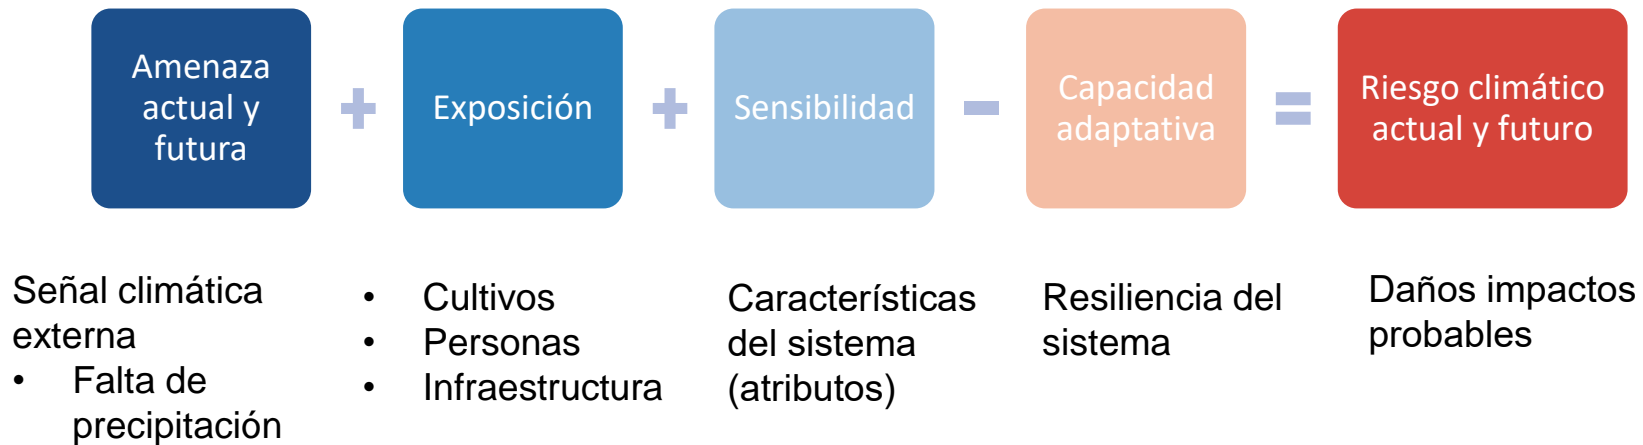 Amenaza
actual y
futura
+
Exposición
+
Sensibilidad
−
Capacidad
adaptativa
=
Riesgo climático
actual y futuro
Señal climática
externa
• Falta de
precipitación
• Cultivos
• Personas
• Infraestructura
Características
del sistema
(atributos)
Resiliencia del
sistema
Daños impactos
probables